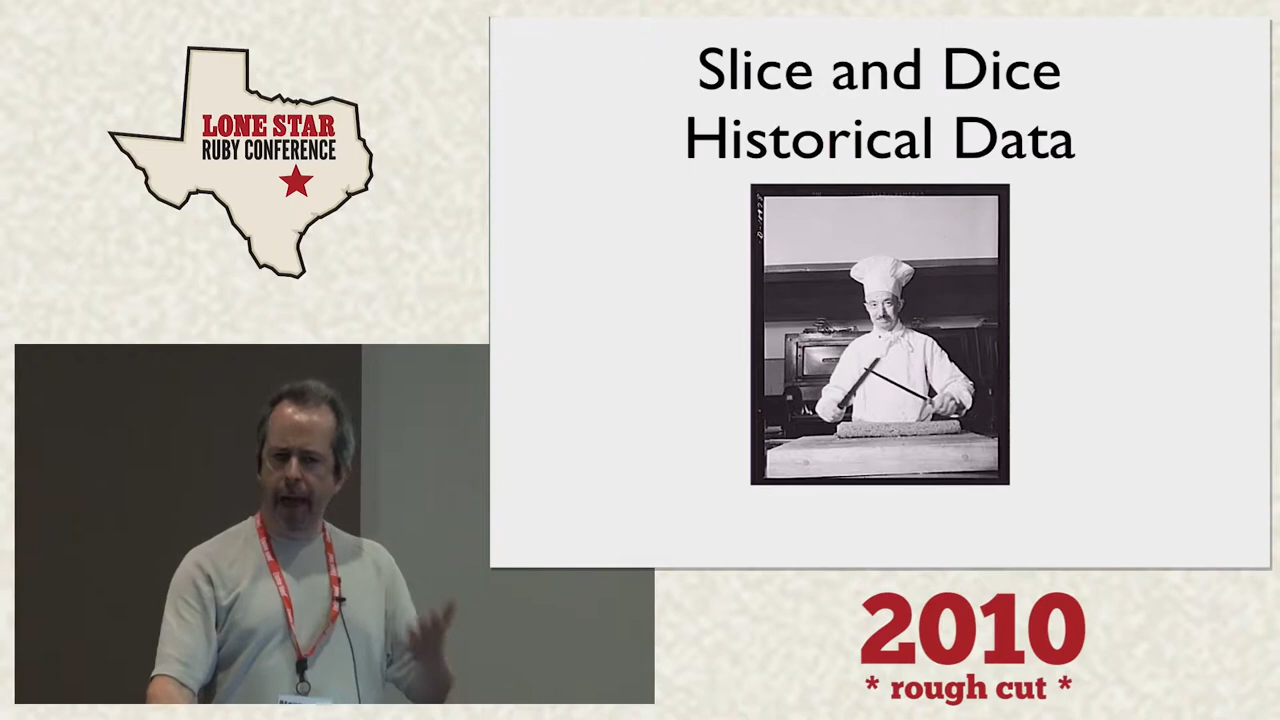 LONE STAR
RUBY CONFERENCE
Slice and Dice
Historical Data
2010
* rough cut *